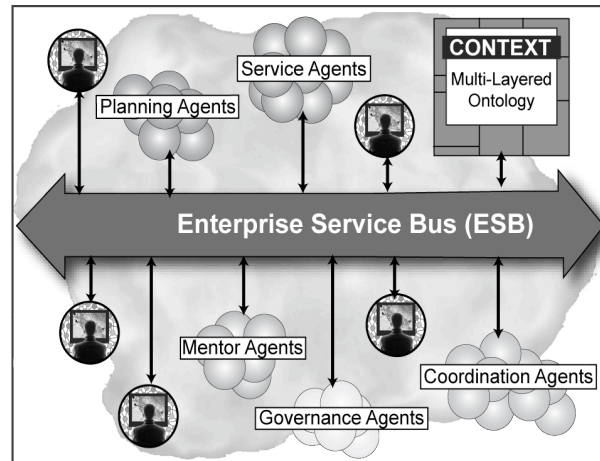 Service Agents
CONTEXT
Multi-Layered
Ontology
Planning Agents
Enterprise Service Bus (ESB)
Mentor Agents
Coordination Agents
Governance Agents